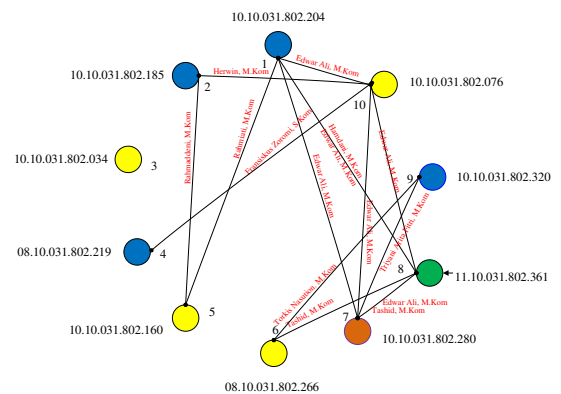 10.10.031.802.204
1
Edwar Ali, M.Kom
10.10.031.802.185
2
Herwin, M.Kom
10
10.10.031.802.076
Rahmaddeni, M.Kom
Rahmiati, M.Kom
Fransiskus Zoromi, S.Kom
Hamdani, M.Kom
Edwar Ali, M.Kom
Edwar Ali, M.Kom
Edwar Ali, M.Kom
10.10.031.802.034
3
9
10.10.031.802.320
Edwar Ali, M.Kom
M.Kom
08.10.031.802.219
4
8
11.10.031.802.361
Torkis Nasution, M.Kom
Tashid, M.Kom
Edwar Ali, M.Kom
Tashid, M.Kom
10.10.031.802.160
5
6
7
10.10.031.802.280
08.10.031.802.266